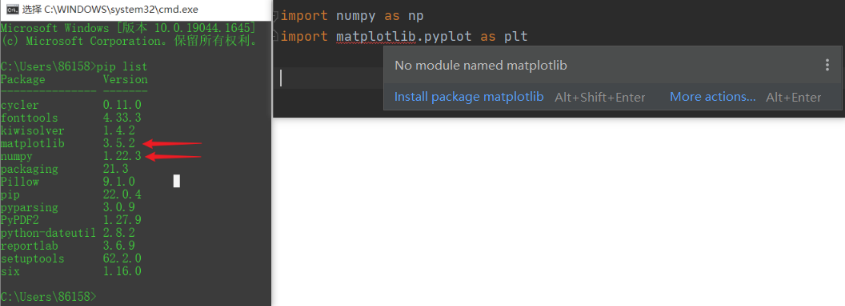 选择 C:\WINDOWS\system32\cmd.exe
Microsoft Windows [版本 10.0.19044.1645]
(c) Microsoft Corporation。保留所有权利。
C:\Users\86158>pip list
Package Version
--------------- -------
cycler 0.11.0
fonttools 4.33.3
kiwisolver 1.4.2
matplotlib 3.5.2
numpy 1.22.3
packaging 21.3
Pillow 9.1.0
pip 22.0.4
pyparsing 3.0.9
PyPDF2 1.27.9
python-dateutil 2.8.2
reportlab 3.6.9
setuptools 62.2.0
six 1.16.0
C:\Users\86158>
import numpy as np
import matplotlib.pyplot as plt
No module named matplotlib
Install package matplotlib Alt+Shift+Enter More actions... Alt+Enter